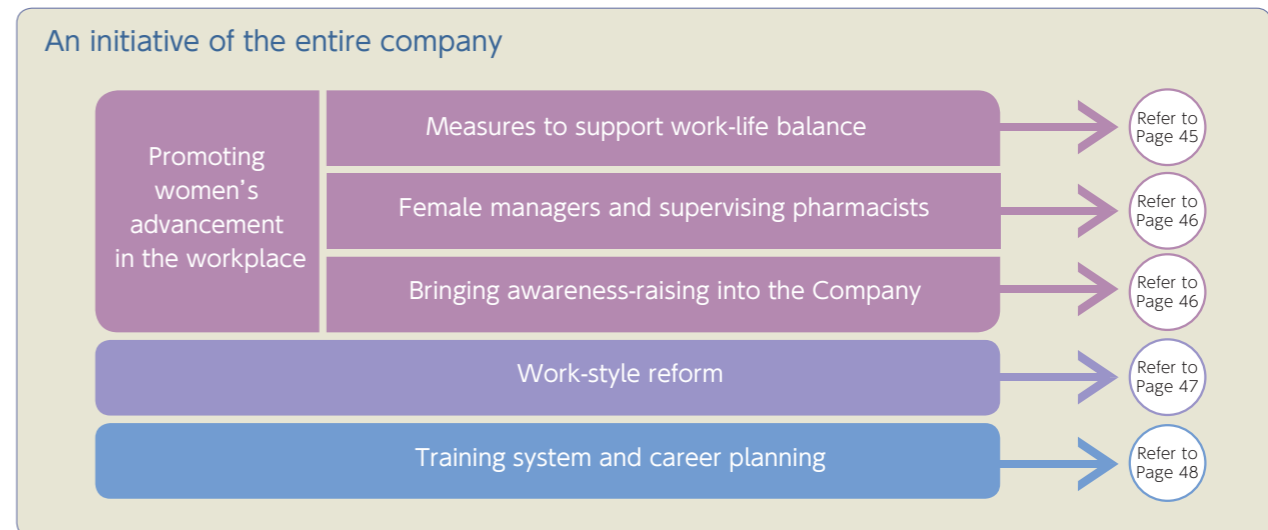 An initiative of the entire company
Promoting
women’s
advancement
in the workplace
Measures to support work-life balance
Refer to
Page 45
Female managers and supervising pharmacists
Refer to
Page 46
Bringing awareness-raising into the Company
Refer to
Page 46
Work-style reform
Refer to
Page 47
Training system and career planning
Refer to
Page 48